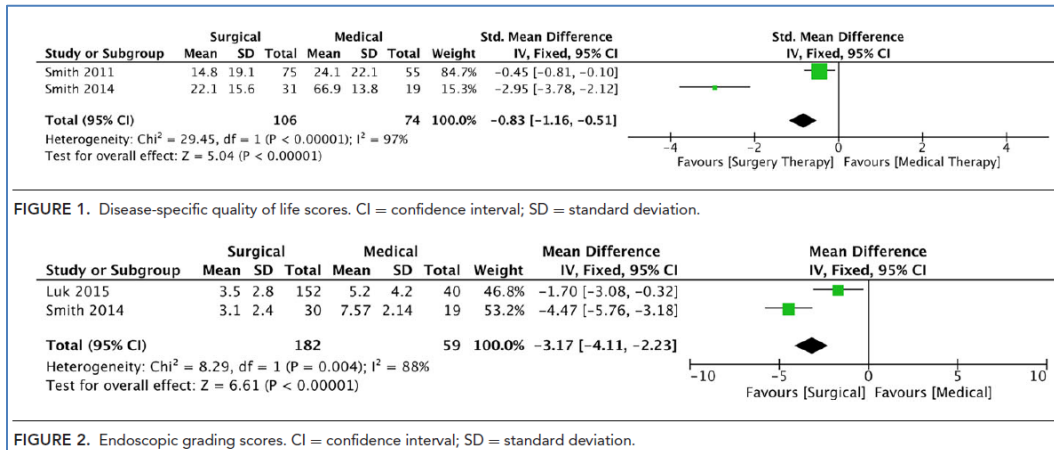 Surgical Medical Std. Mean Difference Std. Mean Difference
Study or Subgroup Mean SD Total Mean SD Total Weight IV, Fixed, 95% CI IV, Fixed, 95% CI
Smith 2011 14.8 19.1 75 24.1 22.1 55 84.7% −0.45 [−0.81, −0.10]
Smith 2014 22.1 15.6 31 66.9 13.8 19 15.3% −2.95 [−3.78, −2.12]
Total (95% CI) 106 74 100.0% −0.83 [−1.16, −0.51]
Heterogeneity: Chi² = 29.45, df = 1 (P < 0.00001); I² = 97%
Test for overall effect: Z = 5.04 (P < 0.00001)
−4 −2 0 2 4
Favours [Surgery Therapy] Favours [Medical Therapy]
FIGURE 1. Disease-specific quality of life scores. CI = confidence interval; SD = standard deviation.
Surgical Medical Mean Difference Mean Difference
Study or Subgroup Mean SD Total Mean SD Total Weight IV, Fixed, 95% CI IV, Fixed, 95% CI
Luk 2015 3.5 2.8 152 5.2 4.2 40 46.8% −1.70 [−3.08, −0.32]
Smith 2014 3.1 2.4 30 7.57 2.14 19 53.2% −4.47 [−5.76, −3.18]
Total (95% CI) 182 59 100.0% −3.17 [−4.11, −2.23]
Heterogeneity: Chi² = 8.29, df = 1 (P = 0.004); I² = 88%
Test for overall effect: Z = 6.61 (P < 0.00001)
−10 −5 0 5 10
Favours [Surgical] Favours [Medical]
FIGURE 2. Endoscopic grading scores. CI = confidence interval; SD = standard deviation.